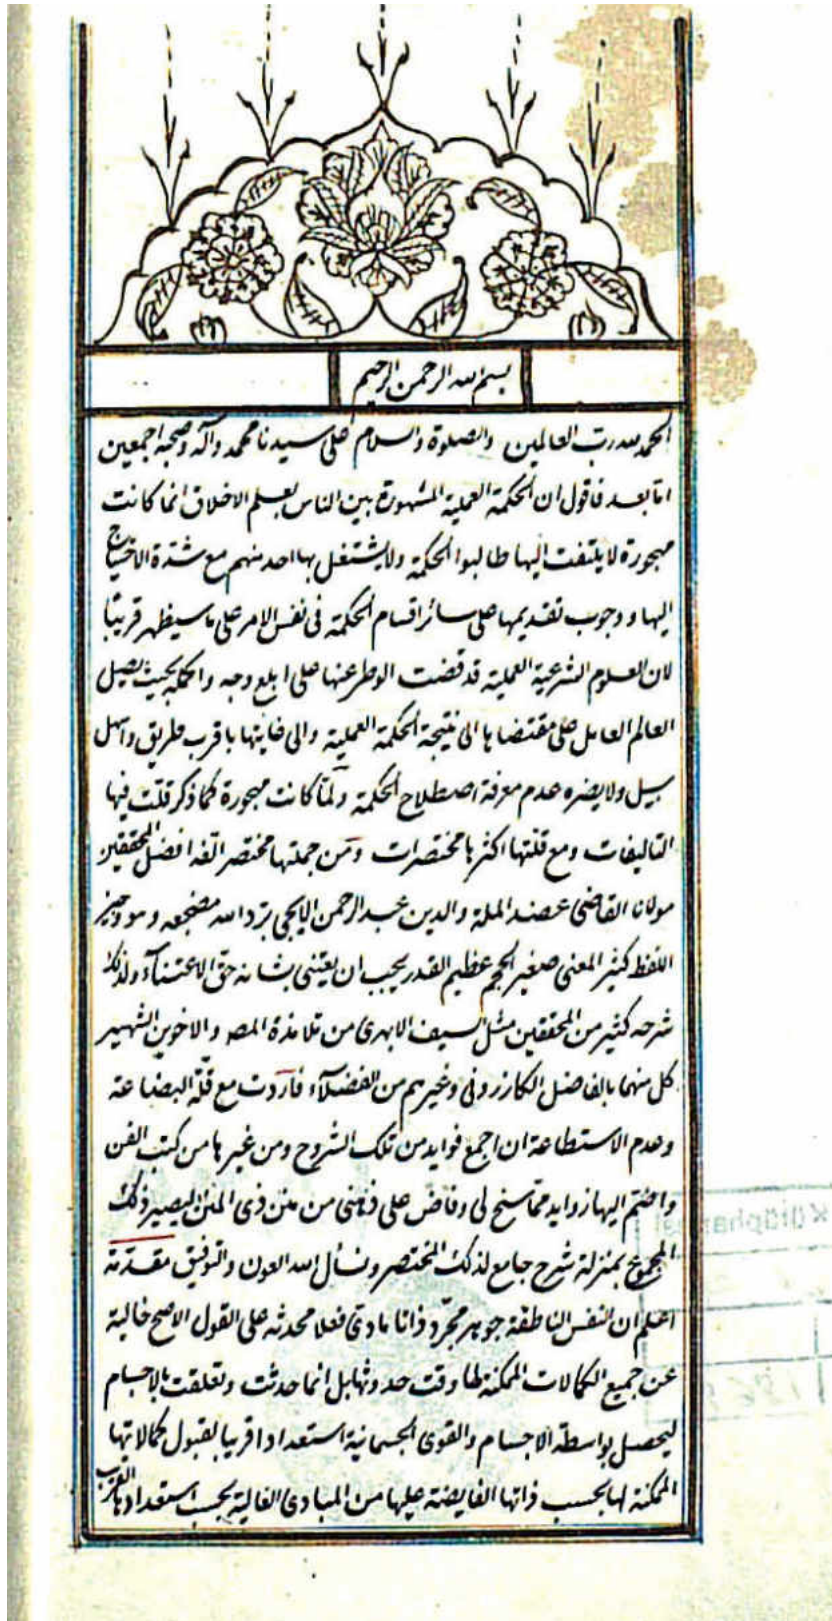 بسم الله الرحمن الرحيم
الحمد لله رب العالمين والصلوة والسلام على سيدنا محمد وآله وصحبه اجمعين
اما بعد فاقول ان الحكمة العملية المشهورة بين الناس بعلم الاخلاق انما كانت
مهجورة لا يلتفت اليها طالبوا الحكمة ولا يشتغل بها احد منهم مع شدة الاحتياج
اليها ووجوب تقديمها على سائر اقسام الحكمة فى نفس الامر على ما سيظهر قريبا
لان العلوم الشرعية العملية قد قضت الوطر عنها على ابلغ وجه واكمله بحيث يصل
العالم العامل على مقتضاها الى نتيجة الحكمة العملية والى غايتها باقرب طريق واسهل
سبيل ولا يضره عدم معرفة اصطلاح الحكمة ولما كانت مهجورة كما ذكر قلت فيها
التاليفات ومع قلتها اكثرها مختصرات ومن جملتها مختصر الفه افضل المحققين
مولانا القاضى عضد الملة والدين عبد الرحمن الايجى برد الله مضجعه وهو وجيز
اللفظ كثير المعنى صغير الحجم عظيم القدر يجب ان يعتنى بشانه حق الاعتناء ولذلك
شرحه كثير من المحققين مثل السيف الابهرى من تلامذة المصـ والاخوين الشهير
كل منهما بالفاضل الكازرونى وغيرهم من الفضلاء فاردت مع قلة البضاعة
وعدم الاستطاعة ان اجمع فوايد من تلك الشروح ومن غيرها من كتب الفن
واضم اليها زوايد مما سنح لى وفاض على ذهنى من منن ذى المنن ليصير ذلك
المجموع بمنزلة شرح جامع لذلك المختصر ونسأل الله العون والتوفيق مقدمة
اعلم ان النفس الناطقة جوهر مجرد ذاتا مادى فعلا محدثه على القول الاصح خالية
عن جميع الكمالات الممكنة لها وقت حدوثها بل انما حدثت وتعلقت بالاجسام
ليحصل بواسطة الاجسام والقوى الجسمانية استعدادا قريبا لقبول كمالاتها
الممكنة لها بحسب ذاتها الفايضة عليها من المبادى العالية بحسب استعدادها القريب